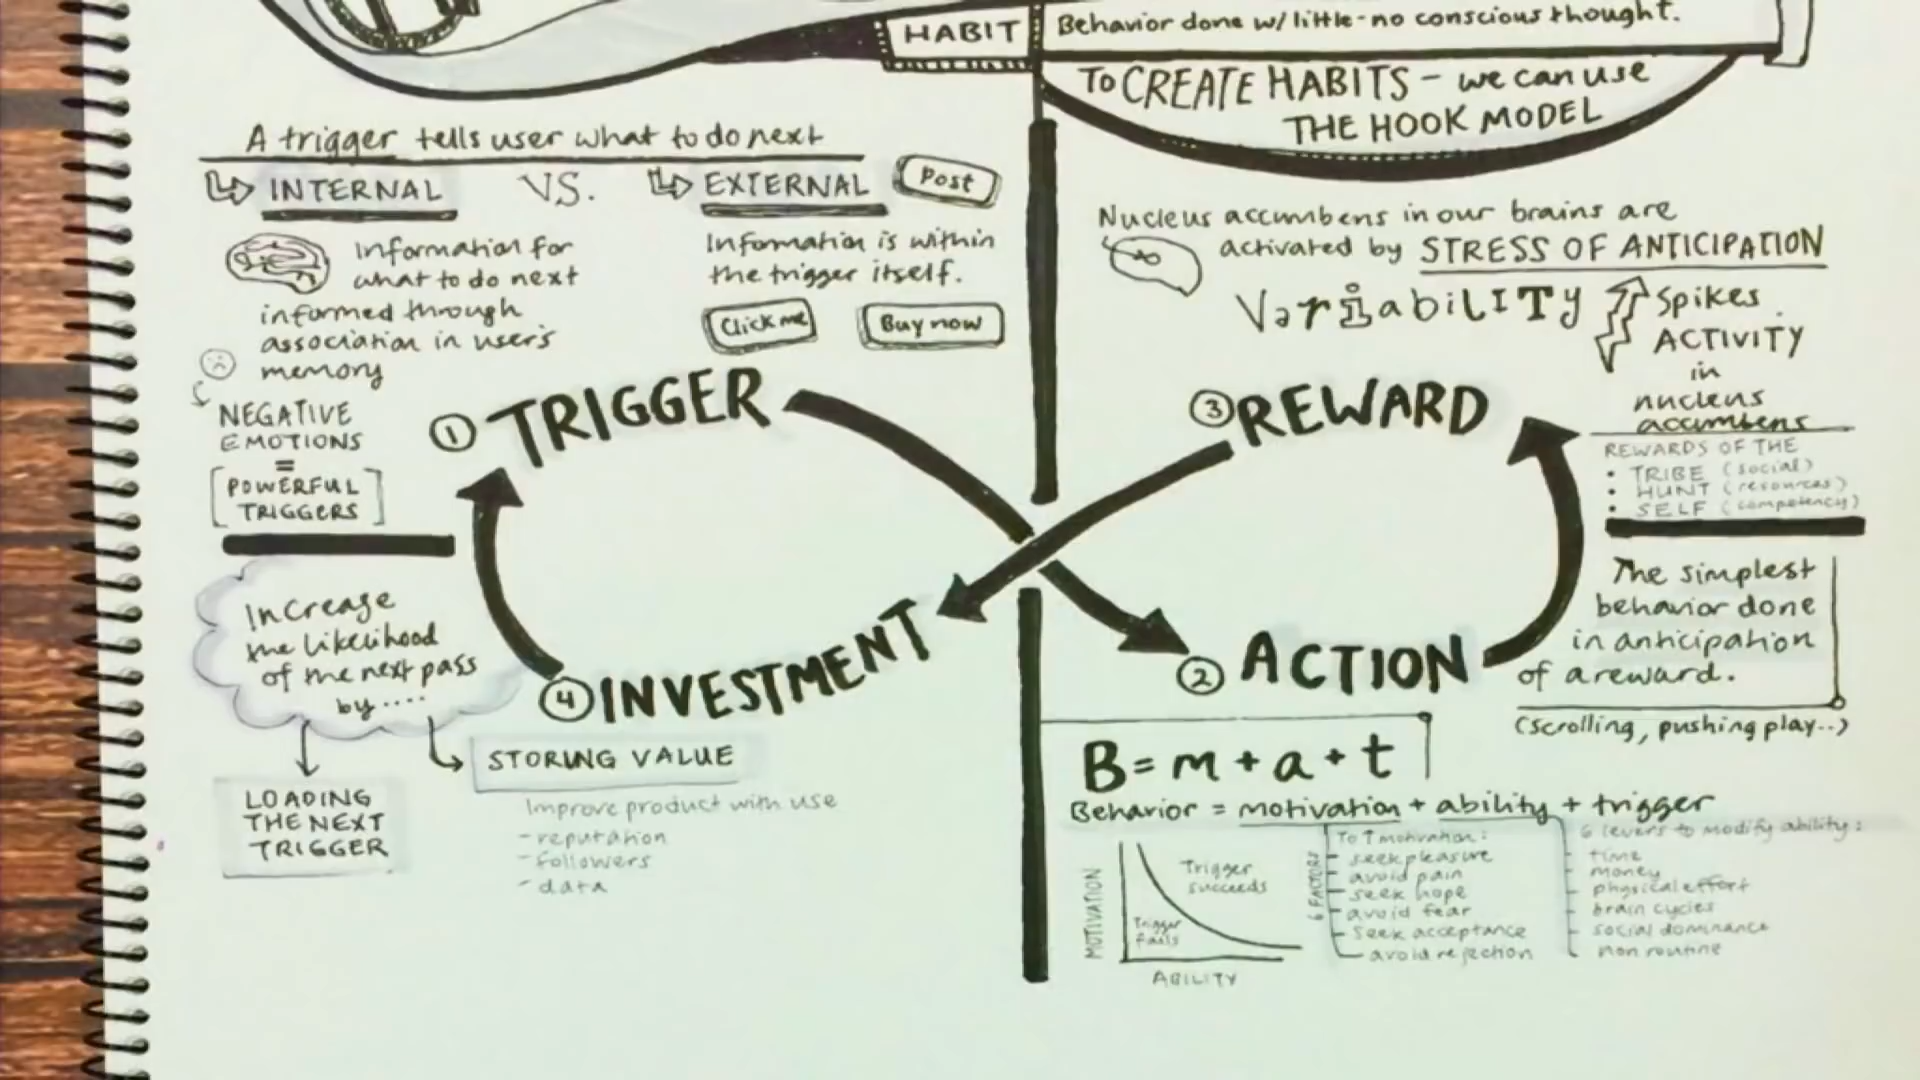 HABIT
Behavior done w/ little-no conscious thought.
To CREATE HABITS - we can use
THE HOOK MODEL
A trigger tells user what to do next
INTERNAL VS. EXTERNAL
Post
Information for
what to do next
informed through
association in user's
memory
Information is within
the trigger itself.
Click me
Buy now
NEGATIVE
EMOTIONS
=
[POWERFUL
TRIGGERS]
Nucleus accumbens in our brains are
activated by STRESS OF ANTICIPATION
VariabilITy
Spikes
ACTIVITY
in
nucleus
accumbens
① TRIGGER
③ REWARD
REWARDS OF THE
• TRIBE (social)
• HUNT (resources)
• SELF (competency)
The simplest
behavior done
in anticipation
of a reward.
(scrolling, pushing play...)
② ACTION
④ INVESTMENT
Increase
the likelihood
of the next pass
by ....
LOADING
THE NEXT
TRIGGER
STORING VALUE
Improve product with use
- reputation
- followers
- data
B = m + a + t
Behavior = motivation + ability + trigger
MOTIVATION
Trigger
succeeds
Trigger
fails
ABILITY
6 FACTORS
To ↑ motivation:
seek pleasure
avoid pain
seek hope
avoid fear
seek acceptance
avoid rejection
6 levers to modify ability:
time
money
physical effort
brain cycles
social dominance
non routine